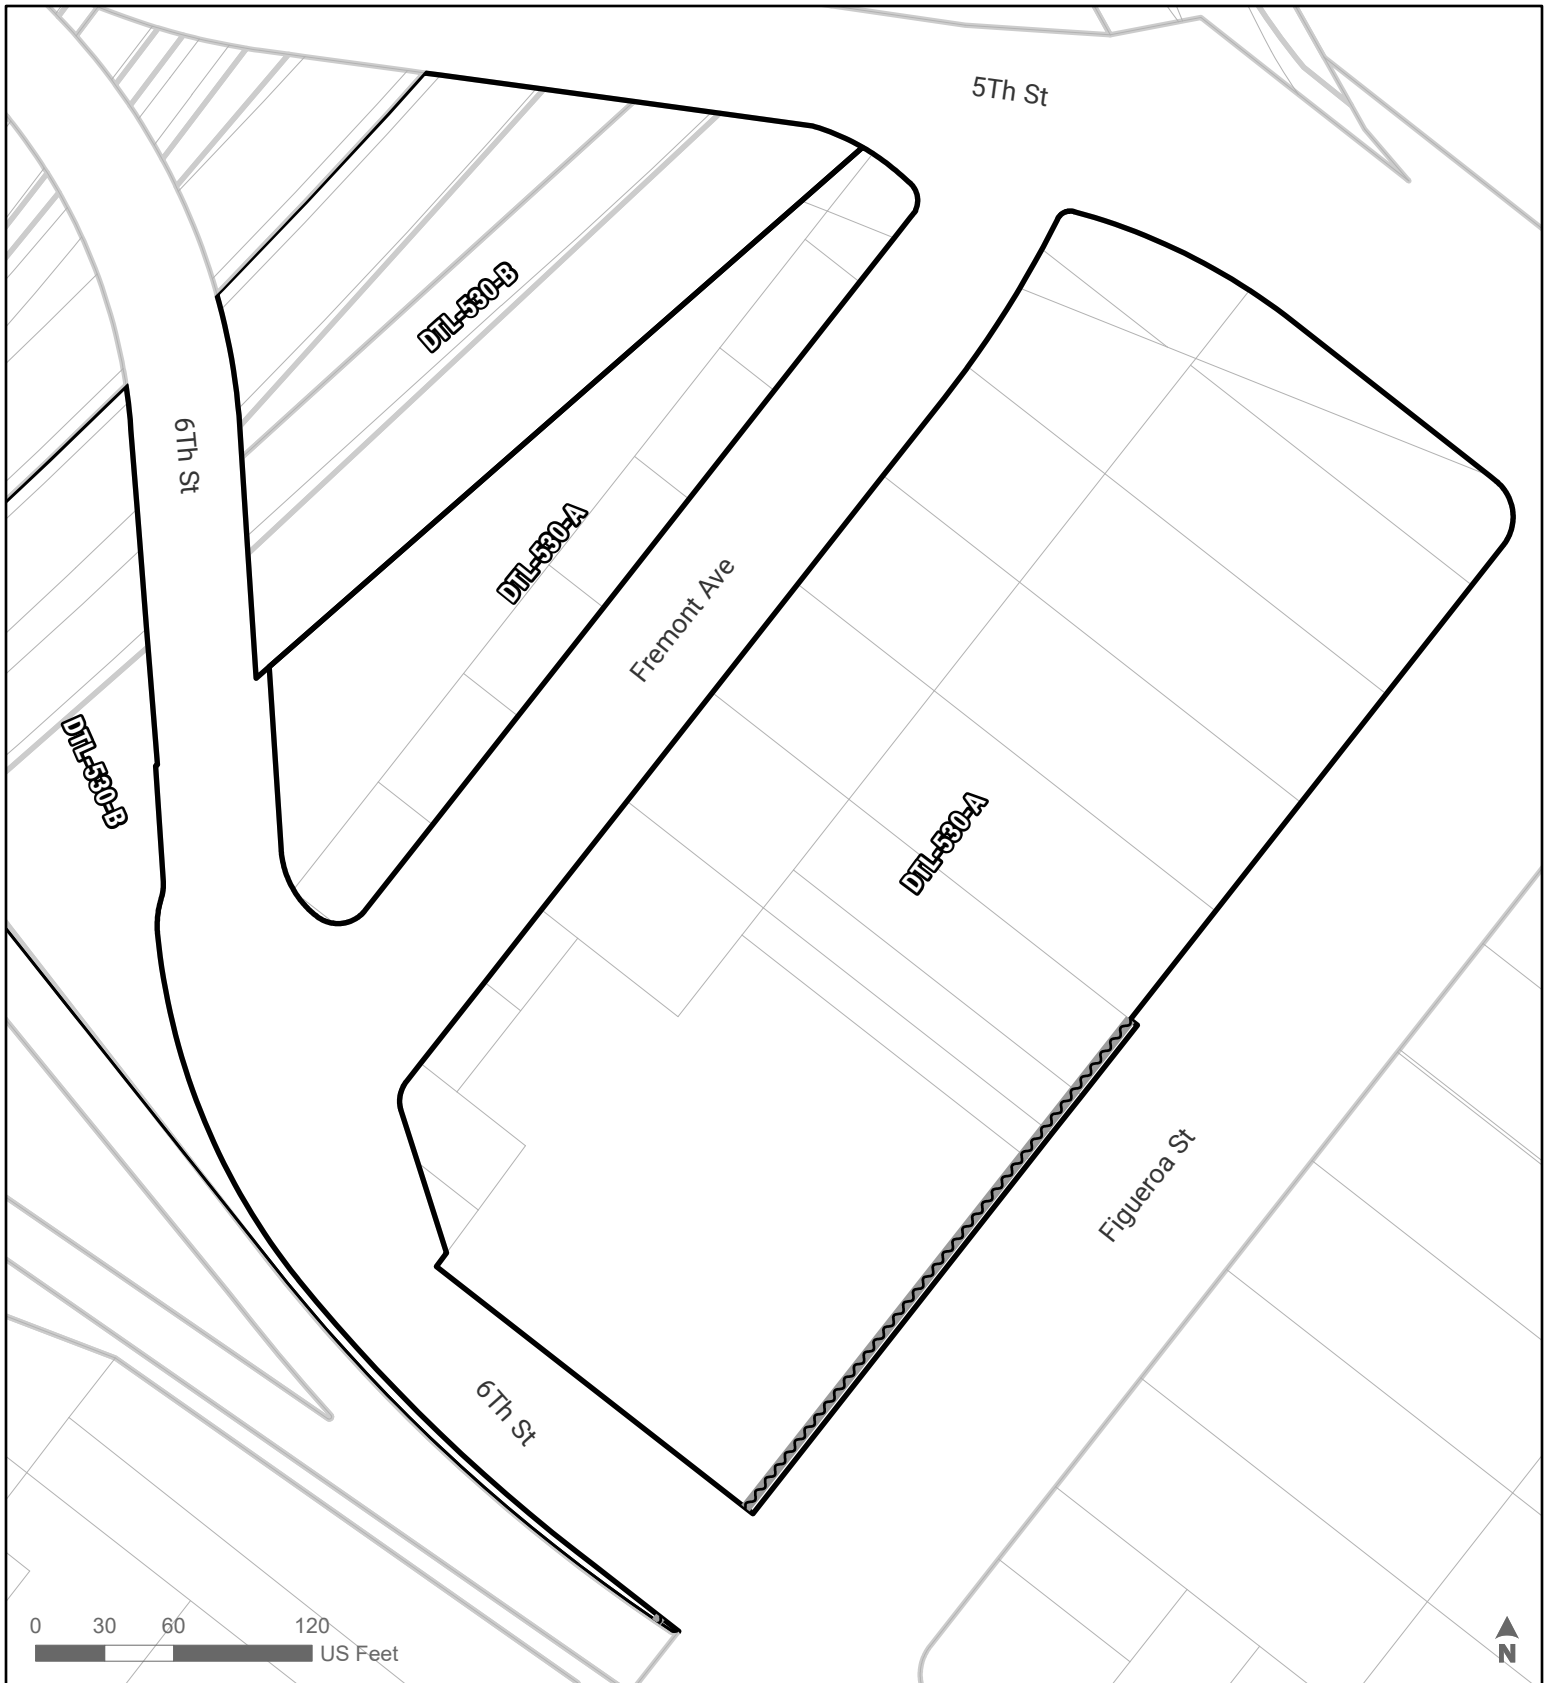 5Th St
DTL-530-B
6Th St
DTL-530-A
Fremont Ave
DTL-530-B
DTL-530-A
Figueroa St
6Th St
0 30 60 120
US Feet
N